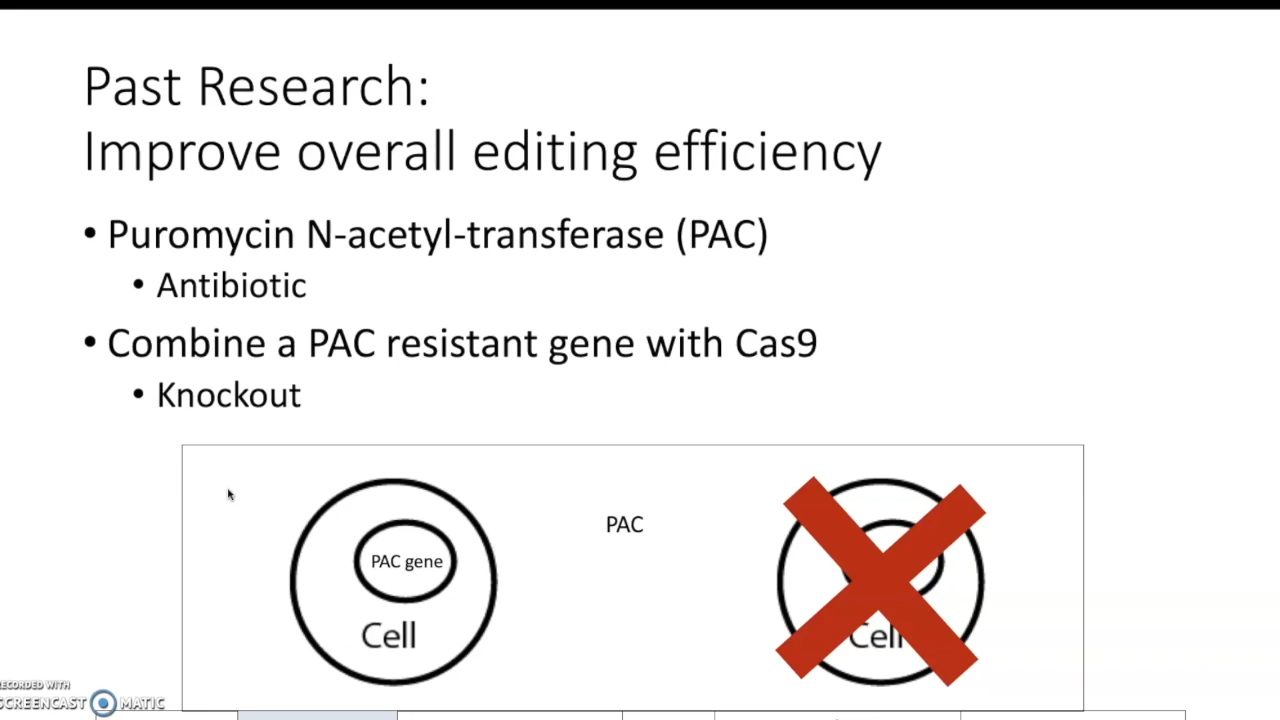 Past Research:
Improve overall editing efficiency
• Puromycin N-acetyl-transferase (PAC)
• Antibiotic
• Combine a PAC resistant gene with Cas9
• Knockout
PAC
PAC gene
Cell
Cell
RECORDED WITH
SCREENCAST MATIC